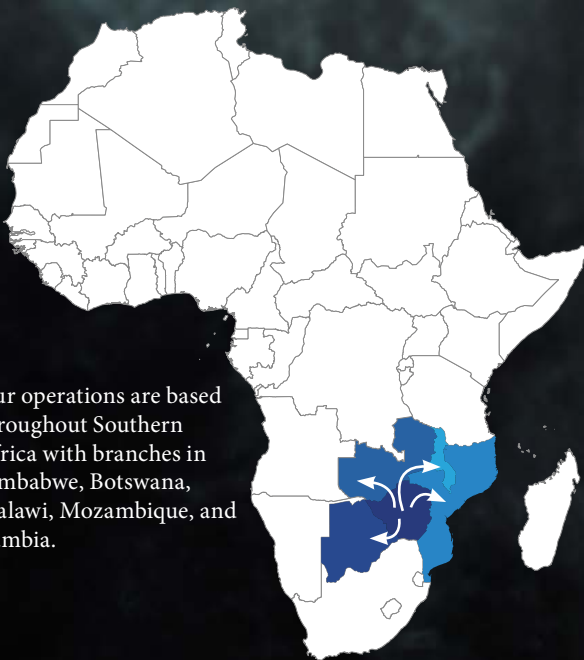 ur operations are based
roughout Southern
frica with branches in
mbabwe, Botswana,
alawi, Mozambique, and
mbia.